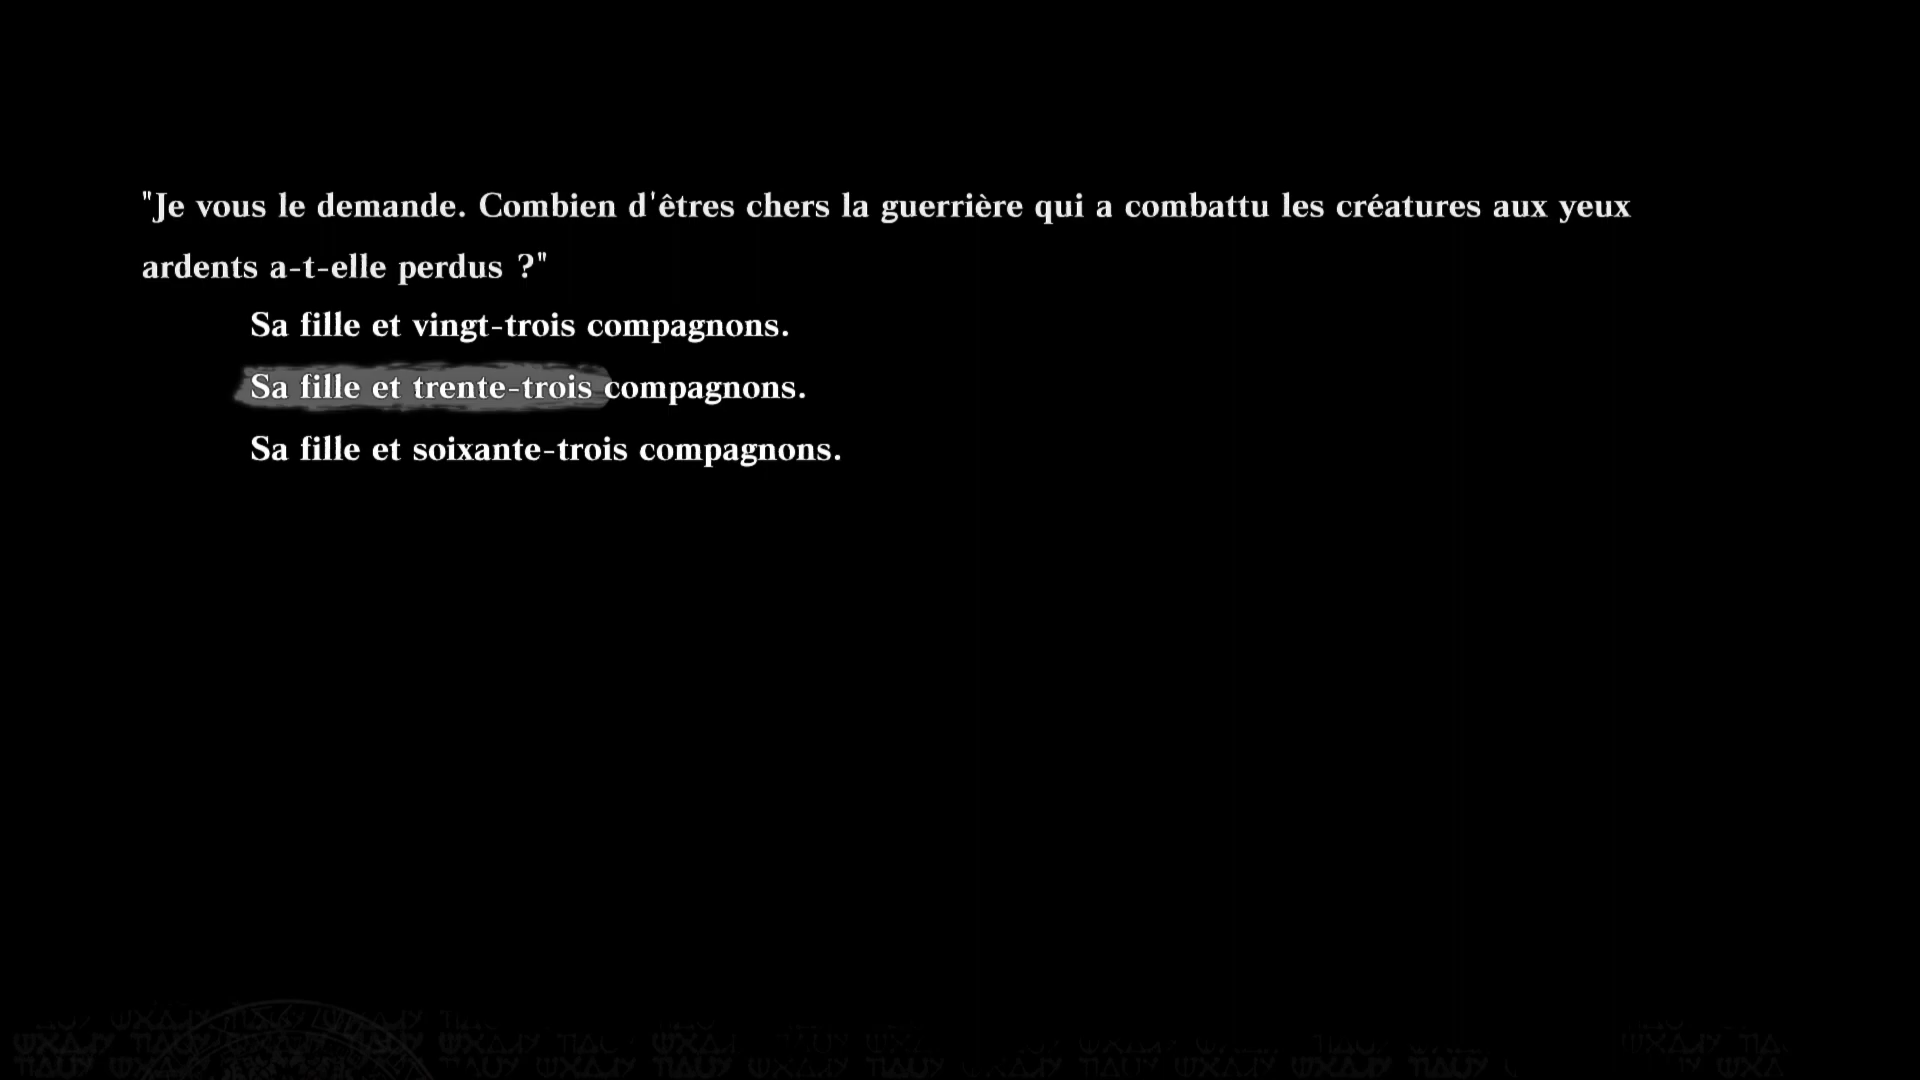 "Je vous le demande. Combien d'êtres chers la guerrière qui a combattu les créatures aux yeux
ardents a-t-elle perdus ?"
Sa fille et vingt-trois compagnons.
Sa fille et trente-trois compagnons.
Sa fille et soixante-trois compagnons.